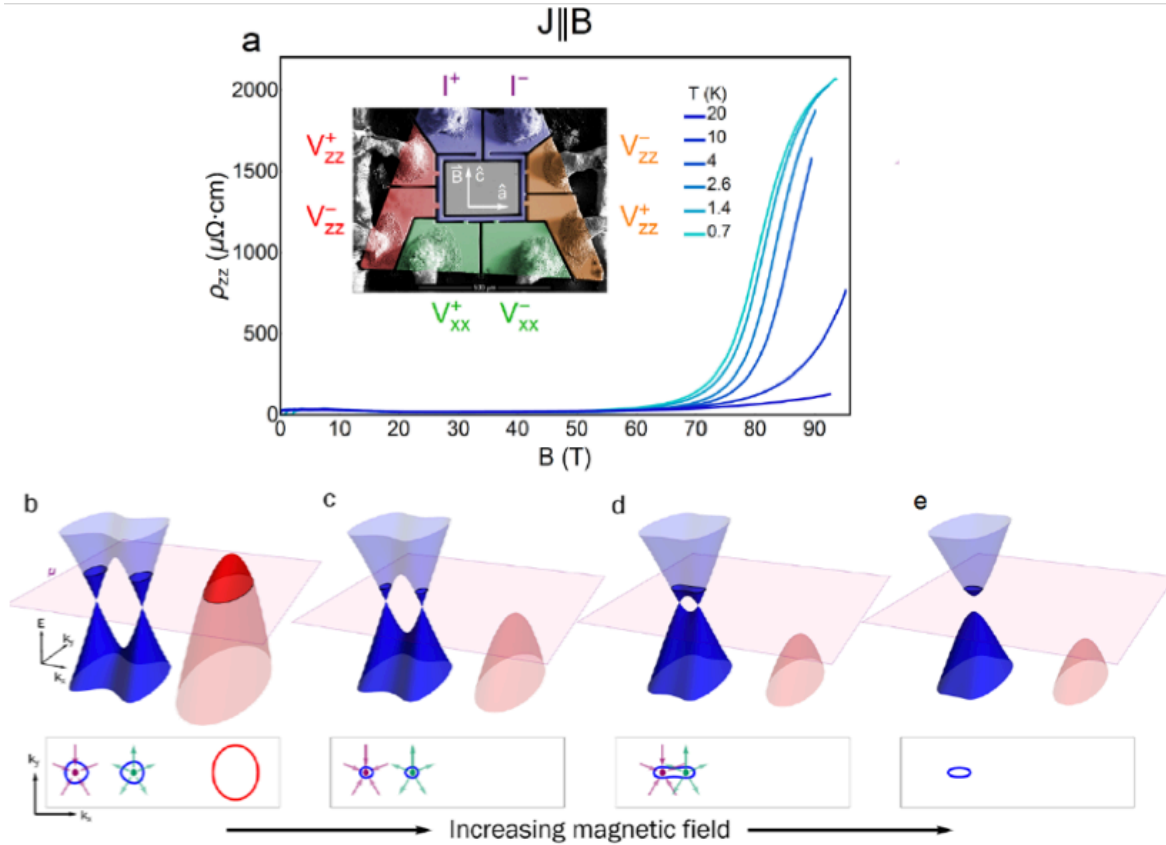 J∥B
a
I⁺ I⁻
T (K)
20
10
4
2.6
1.4
0.7
V⁺zz
V⁻zz
V⁻zz
V⁺zz
B⃗ ĉ
â
V⁺xx V⁻xx
ρzz (μΩ·cm)
2000
1500
1000
500
0
0 10 20 30 40 50 60 70 80 90
B (T)
b c d e
μ
E
ky
kx
ky
kx
Increasing magnetic field